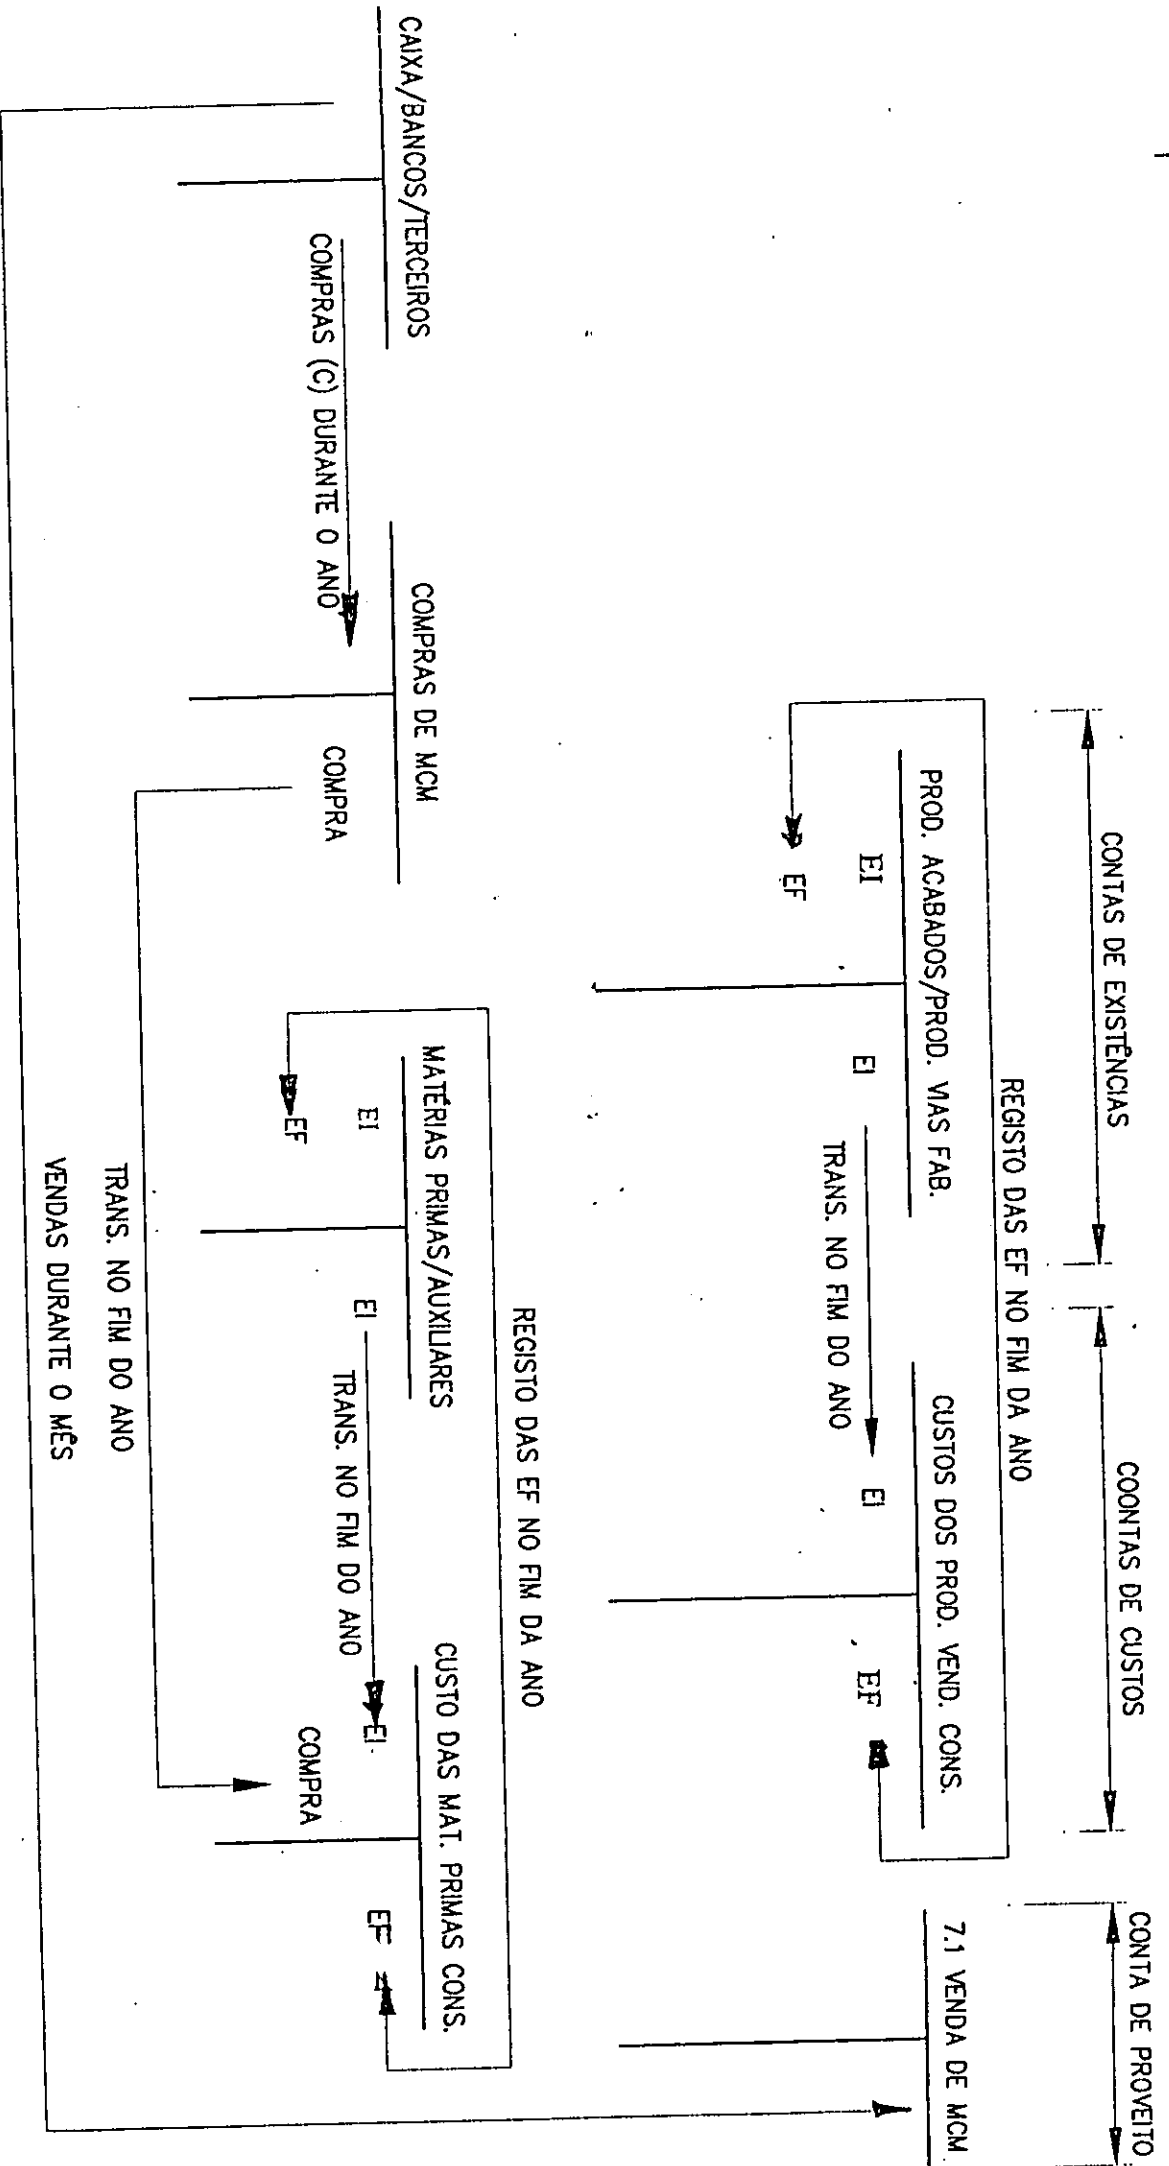 CONTAS DE EXISTÊNCIAS
COONTAS DE CUSTOS
CONTA DE PROVEITO
REGISTO DAS EF NO FIM DA ANO
PROD. ACABADOS/PROD. VIAS FAB.
CUSTOS DOS PROD. VEND. CONS.
7.1 VENDA DE MCM
EI
EI
EI
EF
TRANS. NO FIM DO ANO
EF
REGISTO DAS EF NO FIM DA ANO
CAIXA/BANCOS/TERCEIROS
COMPRAS DE MCM
MATÉRIAS PRIMAS/AUXILIARES
CUSTO DAS MAT. PRIMAS CONS.
COMPRAS (C) DURANTE O ANO
COMPRA
EI
EI
TRANS. NO FIM DO ANO
EI
EF
EF
COMPRA
TRANS. NO FIM DO ANO
VENDAS DURANTE O MÊS